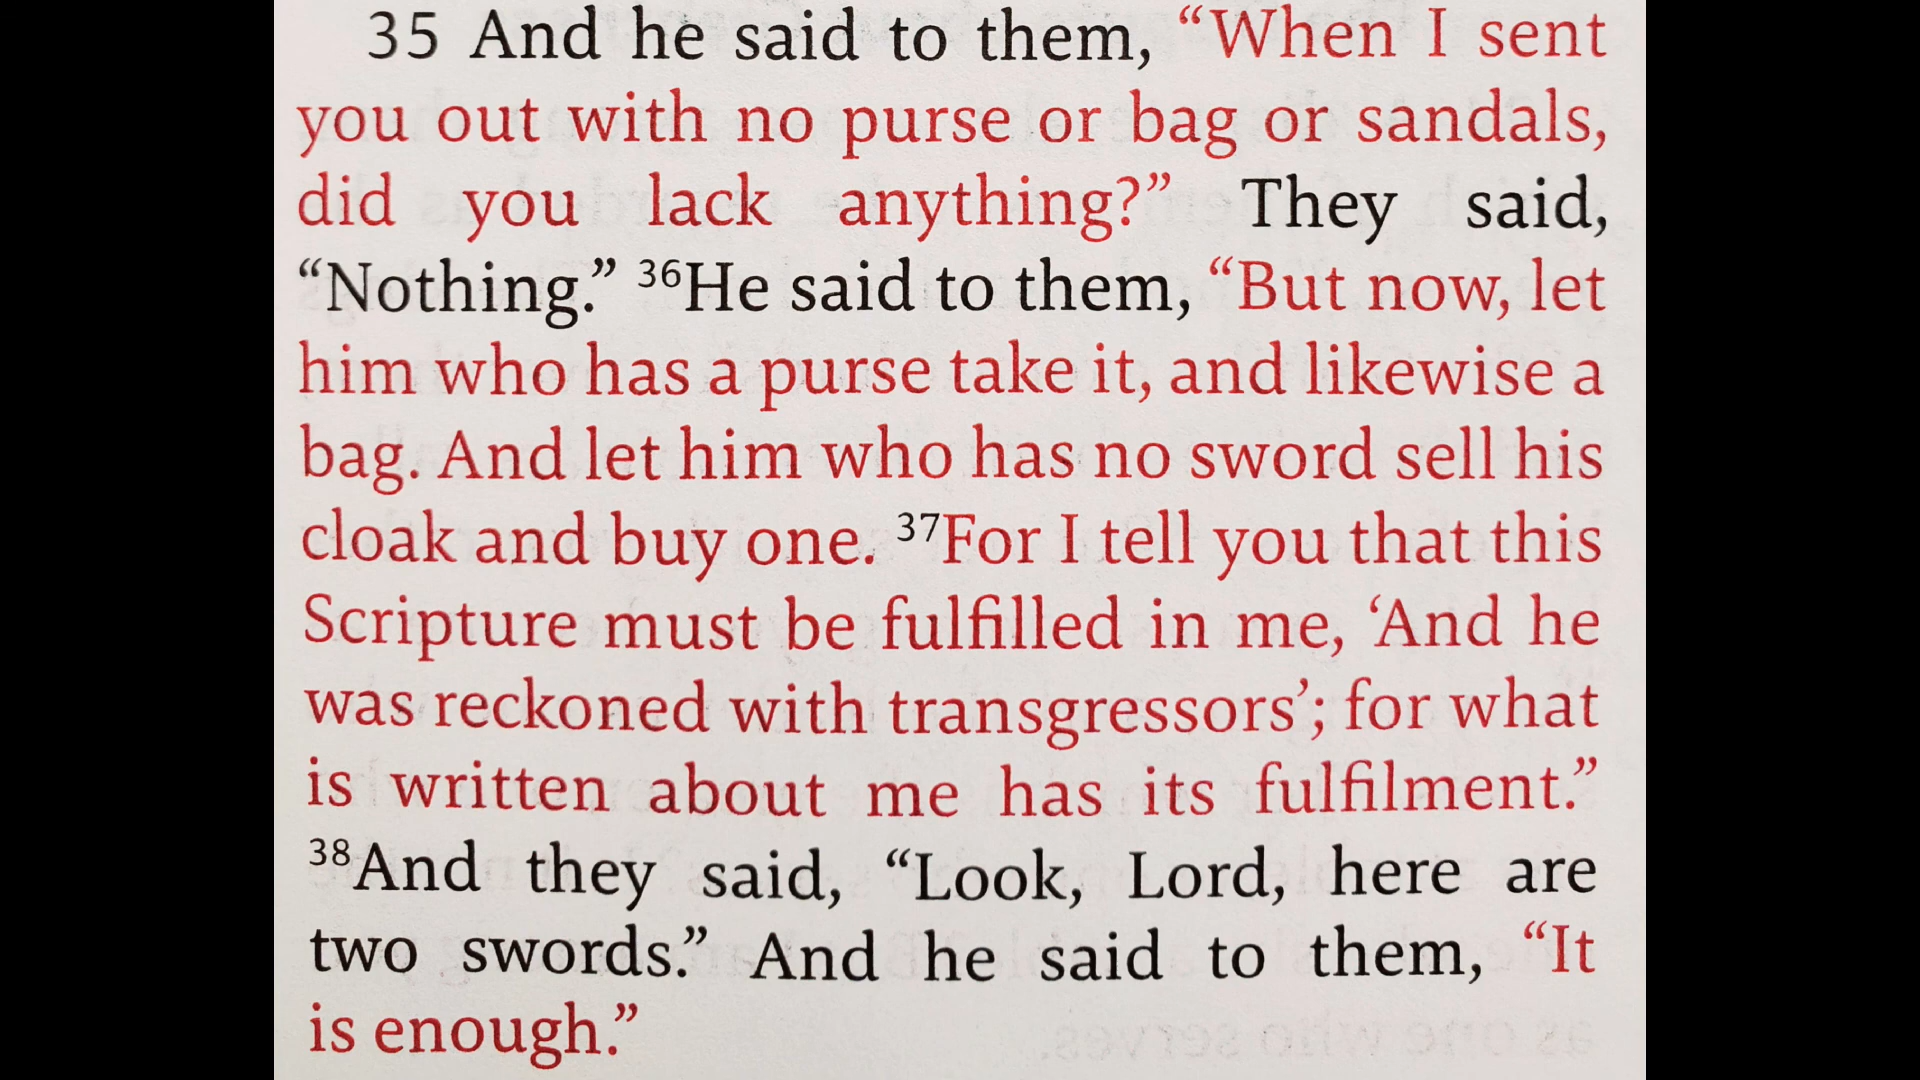 35 And he said to them, “When I sent
you out with no purse or bag or sandals,
did you lack anything?” They said,
“Nothing.” 36He said to them, “But now, let
him who has a purse take it, and likewise a
bag. And let him who has no sword sell his
cloak and buy one. 37For I tell you that this
Scripture must be fulfilled in me, ‘And he
was reckoned with transgressors’; for what
is written about me has its fulfilment.”
38And they said, “Look, Lord, here are
two swords.” And he said to them, “It
is enough.”